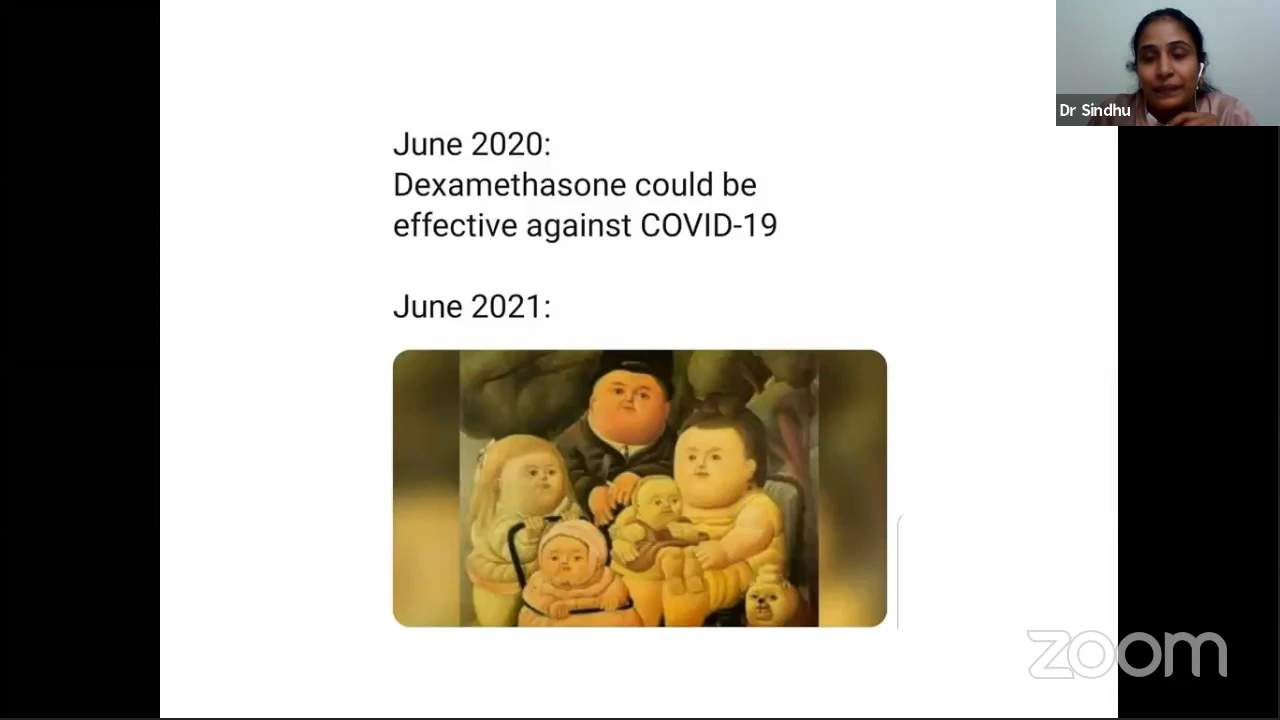 Dr Sindhu
June 2020:
Dexamethasone could be
effective against COVID-19
June 2021:
zoom